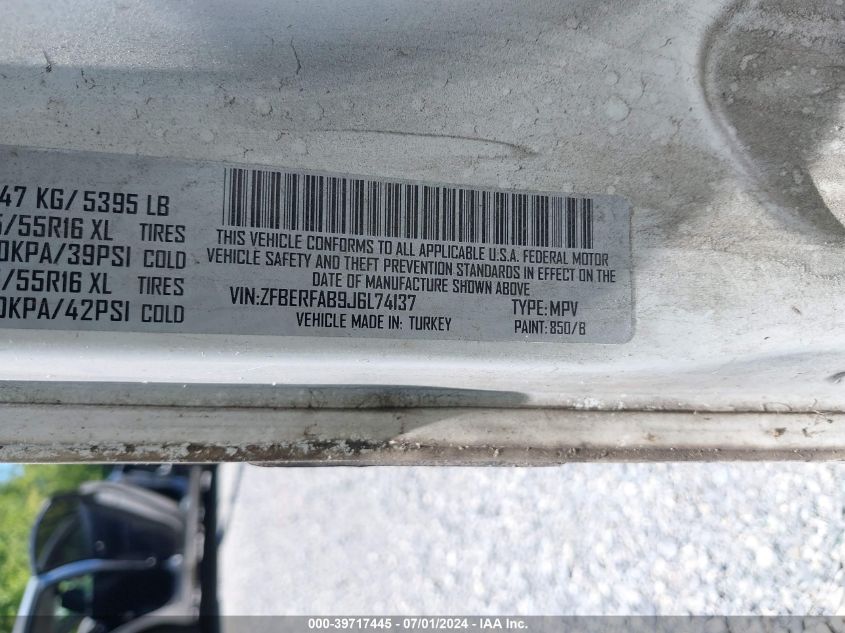 47 KG/ 5395 LB
/55R16 XL TIRES
0KPA/39PSI COLD
/55R16 XL TIRES
0KPA/42PSI COLD
THIS VEHICLE CONFORMS TO ALL APPLICABLE U.S.A. FEDERAL MOTOR
VEHICLE SAFETY AND THEFT PREVENTION STANDARDS IN EFFECT ON THE
DATE OF MANUFACTURE SHOWN ABOVE
VIN:ZFBERFAB9J6L74137 TYPE: MPV
VEHICLE MADE IN: TURKEY PAINT: 850/B
000-39717445 - 07/01/2024 - IAA Inc.